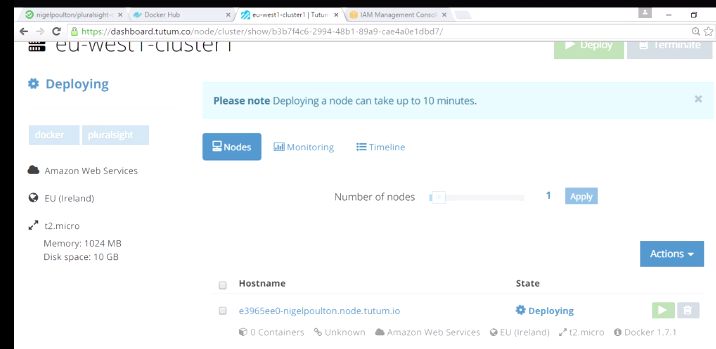 nigelpoulton/pluralsight-
Docker Hub
eu-west1-cluster1 | Tutum
IAM Management Consol
https://dashboard.tutum.co/node/cluster/show/b3b7f4c6-2994-48b1-89a9-cae4a0e1dbd7/
eu-west1-cluster1
Deploy
Terminate
Deploying
Please note Deploying a node can take up to 10 minutes.
docker
pluralsight
Nodes
Monitoring
Timeline
Amazon Web Services
EU (Ireland)
Number of nodes
1
Apply
t2.micro
Memory: 1024 MB
Disk space: 10 GB
Actions
Hostname
State
e3965ee0-nigelpoulton.node.tutum.io
Deploying
0 Containers
Unknown
Amazon Web Services
EU (Ireland)
t2.micro
Docker 1.7.1